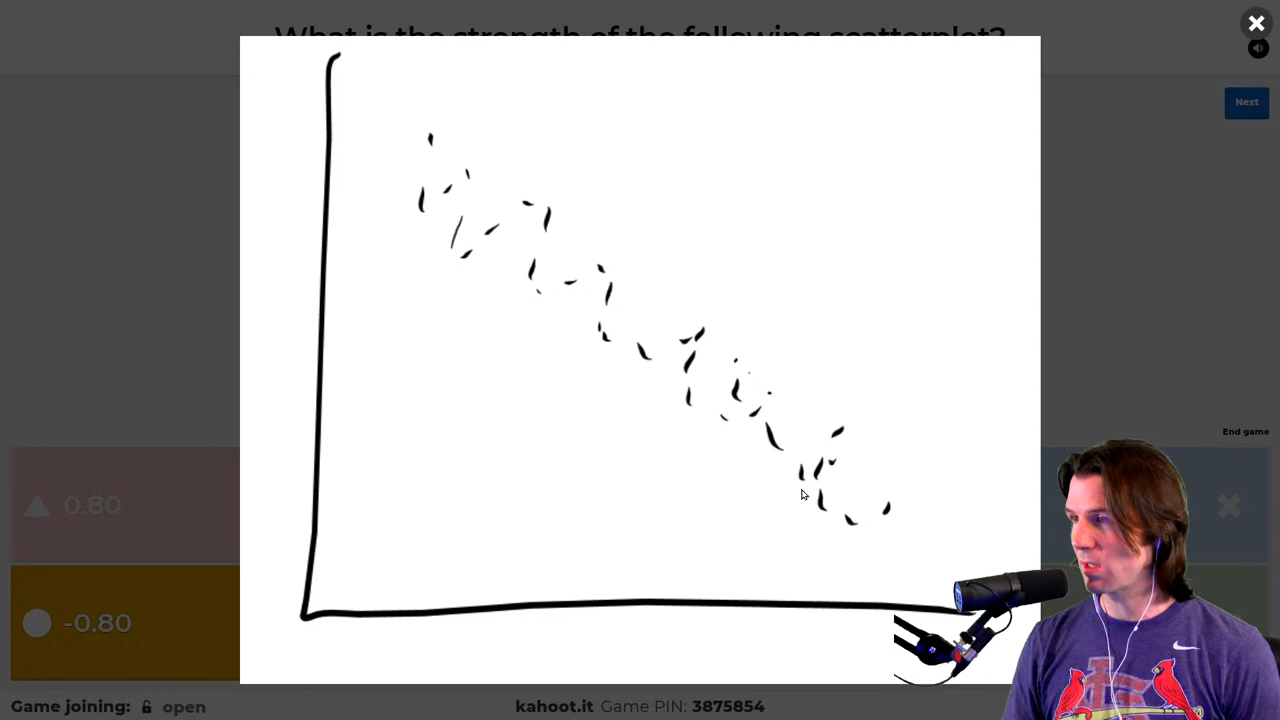 What is the strength of the following scatterplot?
Next
End game
0.80
-0.80
Game joining: open
kahoot.it Game PIN: 3875854